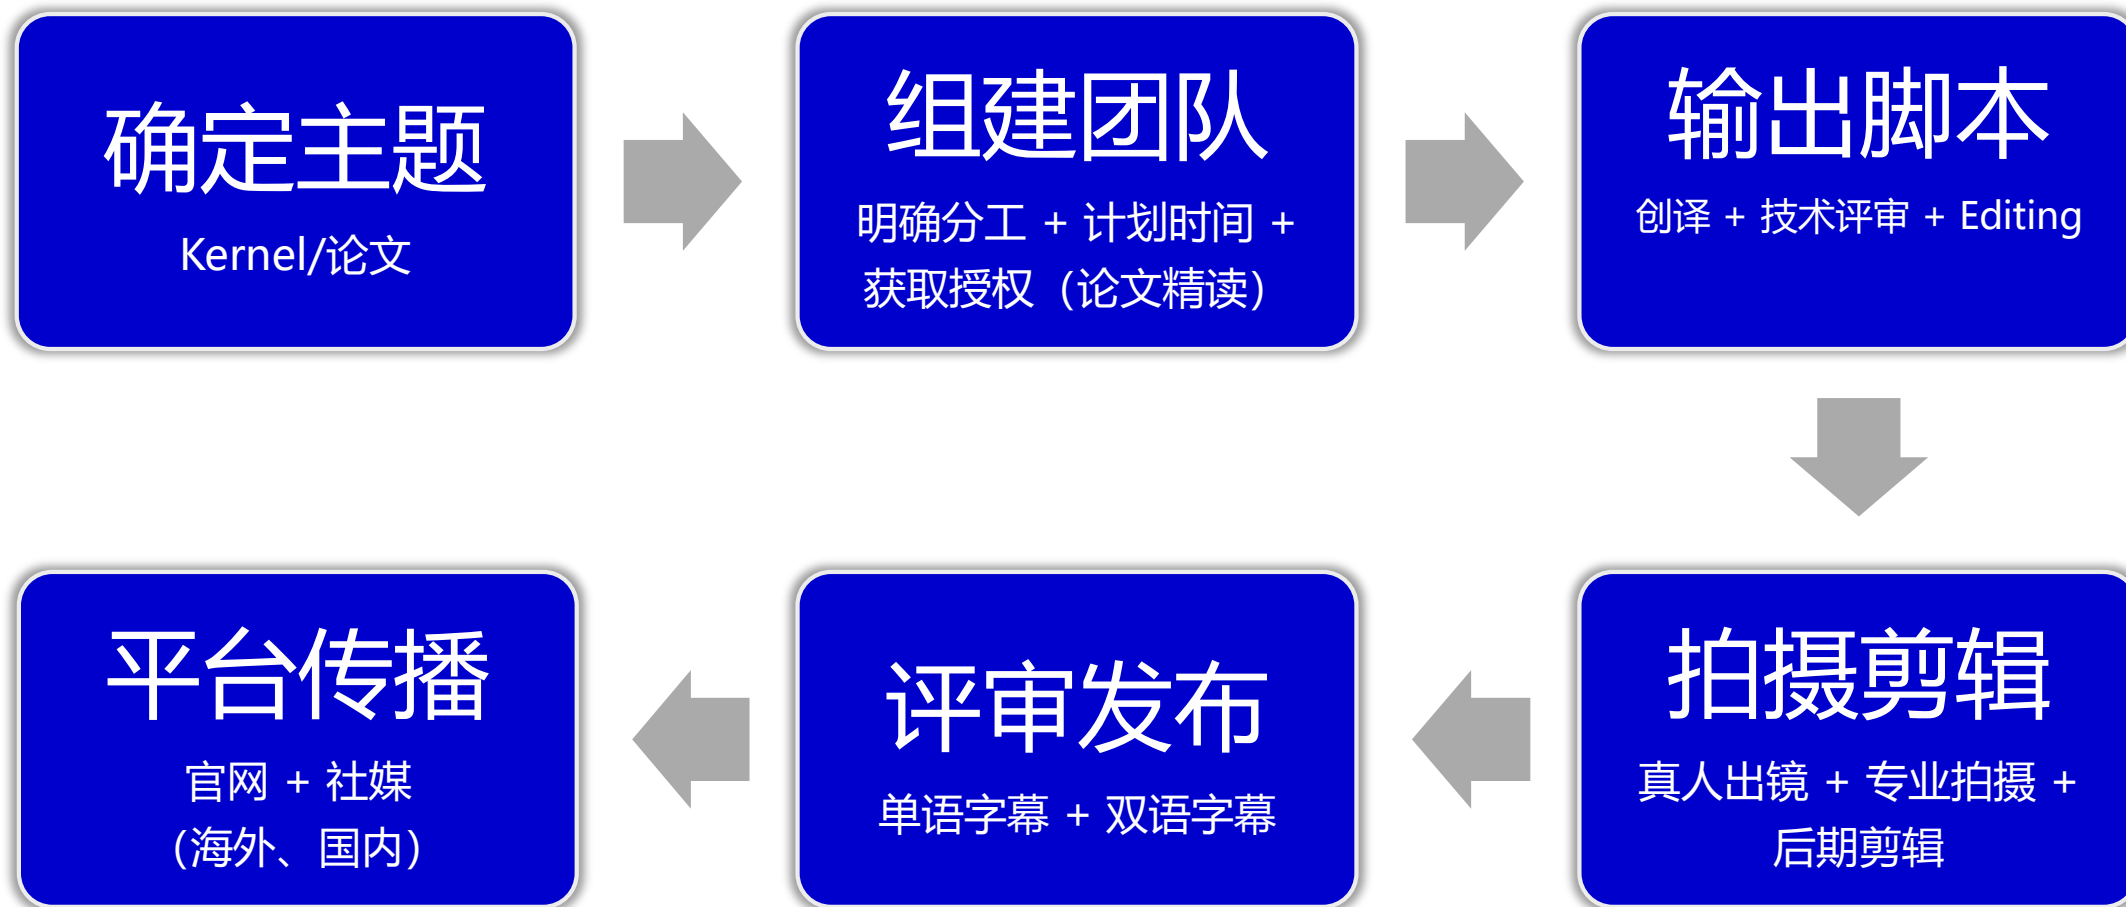 确定主题
Kernel/论文
组建团队
明确分工 + 计划时间 +
获取授权（论文精读）
输出脚本
创译 + 技术评审 + Editing
拍摄剪辑
真人出镜 + 专业拍摄 +
后期剪辑
评审发布
单语字幕 + 双语字幕
平台传播
官网 + 社媒
（海外、国内）